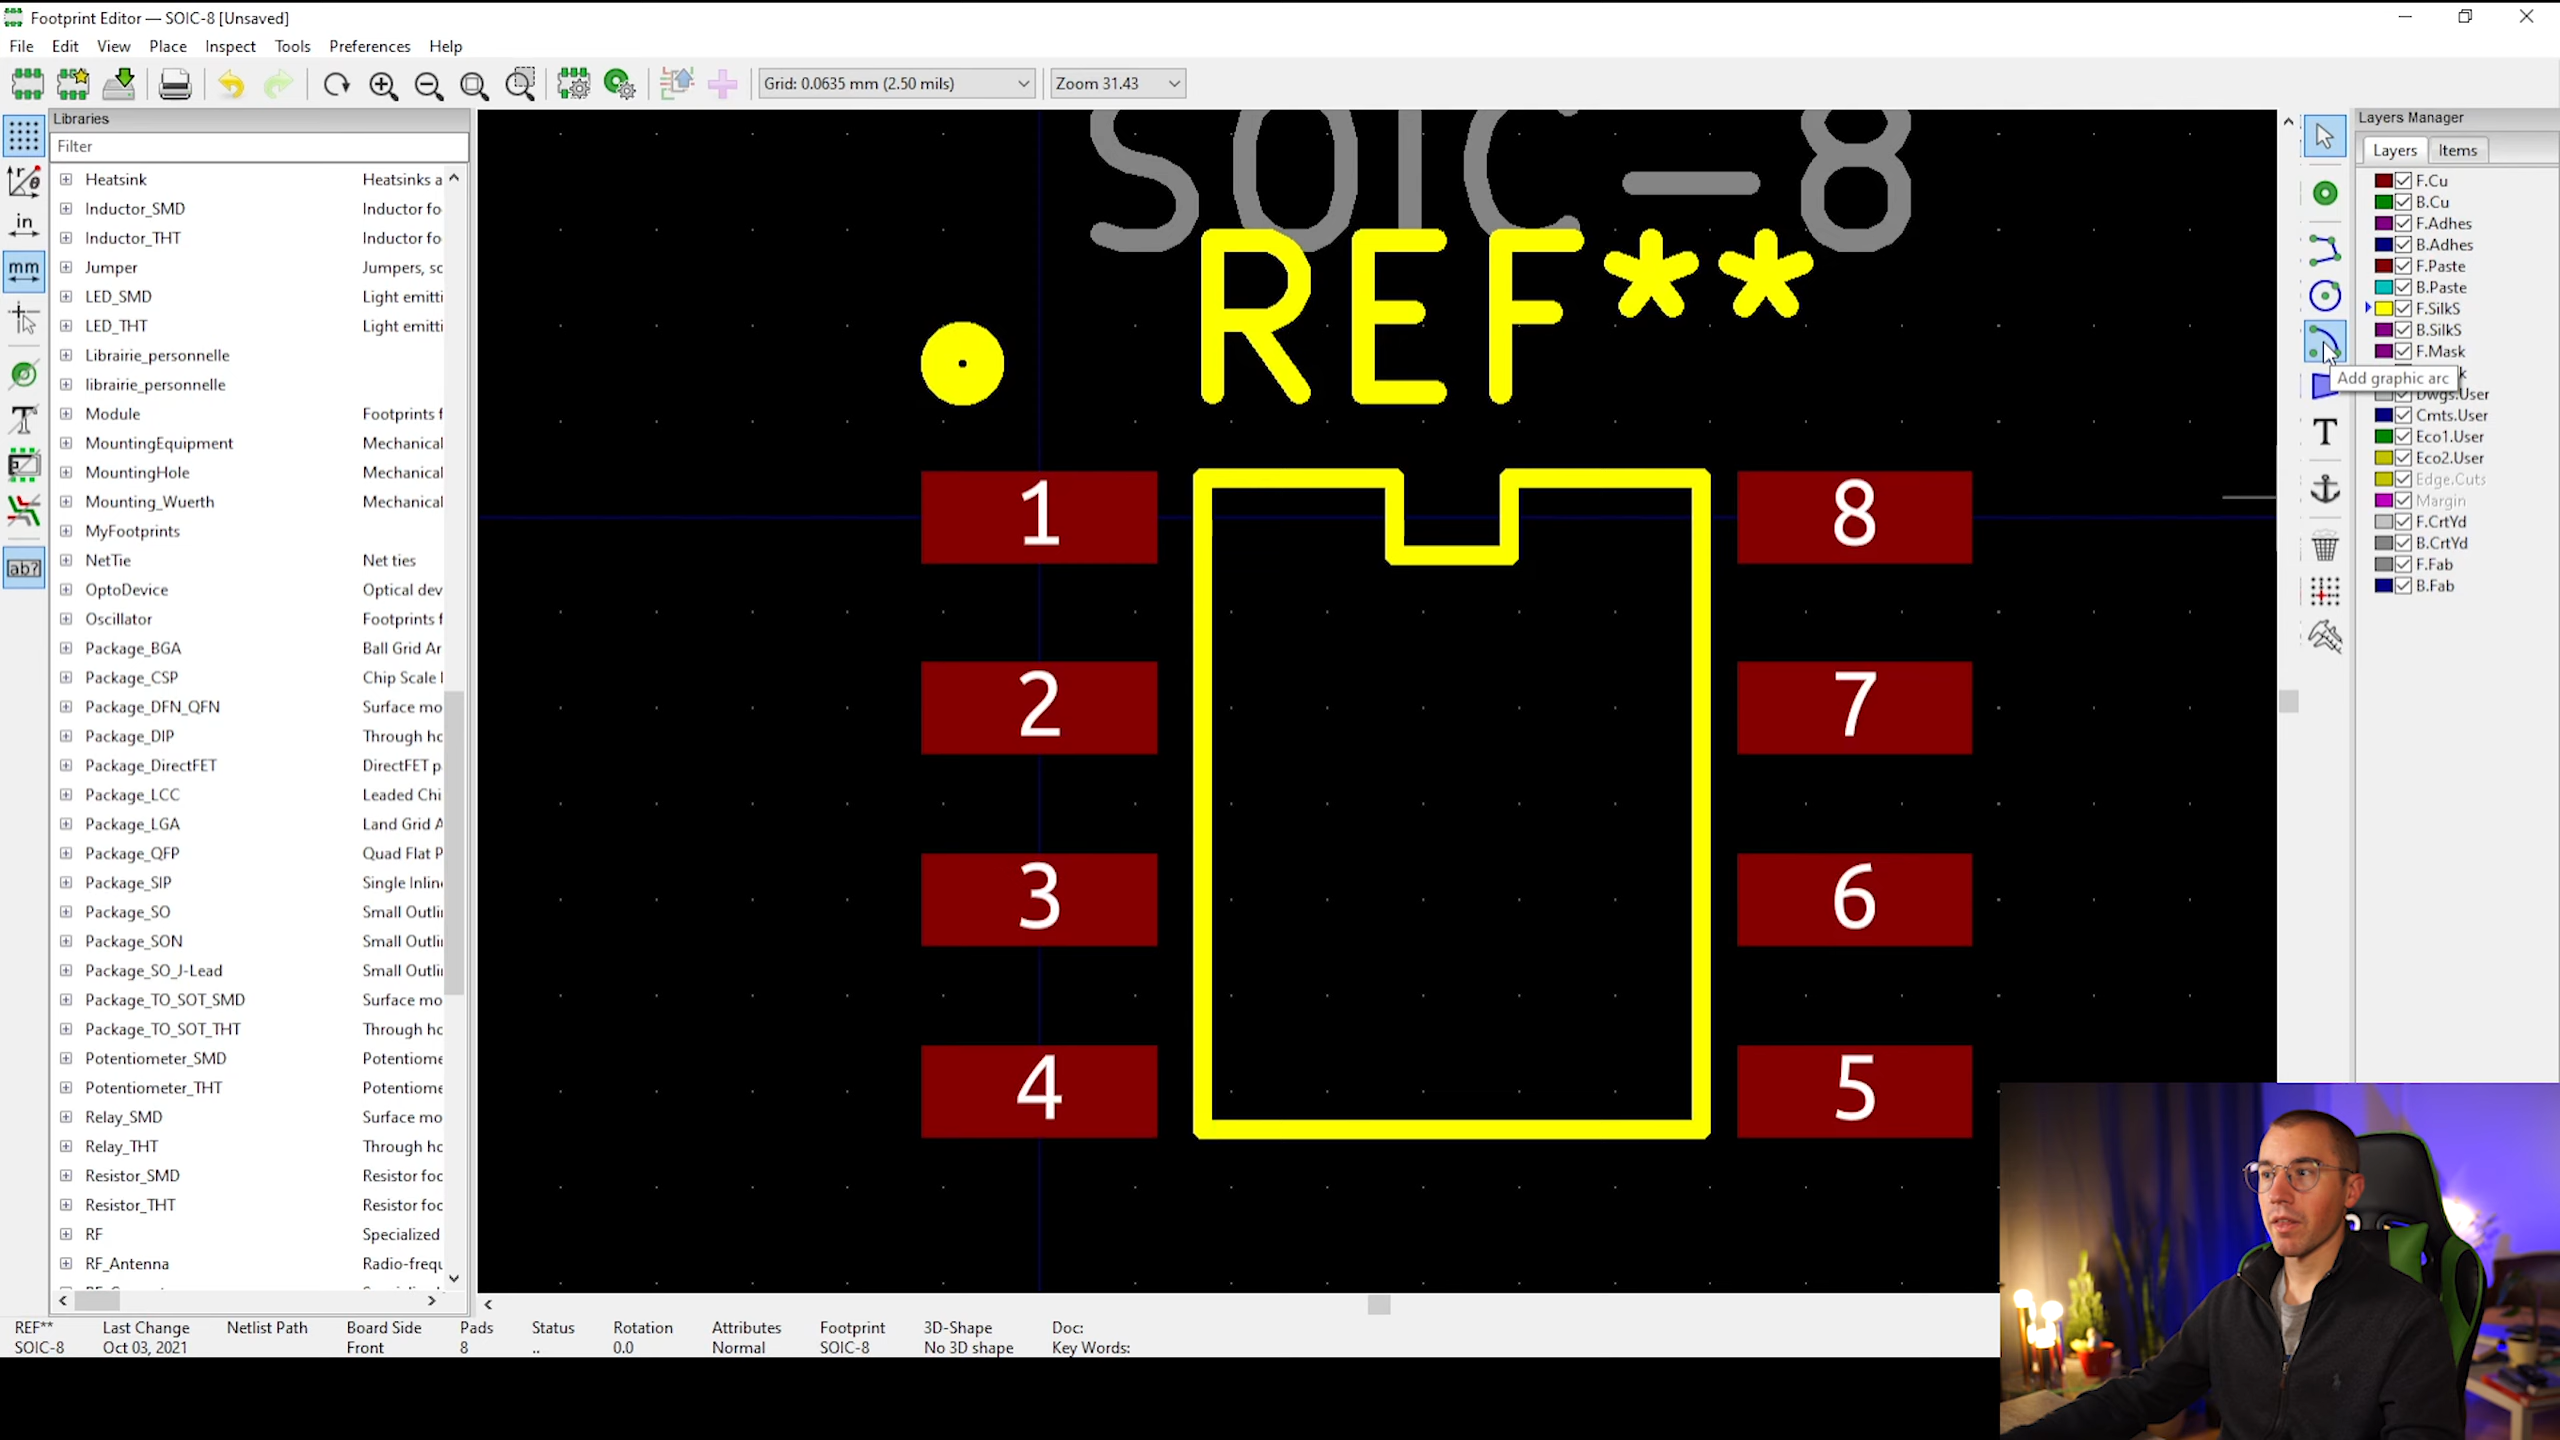 Footprint Editor — SOIC-8 [Unsaved]
File Edit View Place Inspect Tools Preferences Help
Grid: 0.0635 mm (2.50 mils) Zoom 31.43
Libraries
Filter
Heatsink Heatsinks a
Inductor_SMD Inductor fo
Inductor_THT Inductor fo
Jumper Jumpers, sc
LED_SMD Light emitti
LED_THT Light emitti
Librairie_personnelle
librairie_personnelle
Module Footprints f
MountingEquipment Mechanical
MountingHole Mechanical
Mounting_Wuerth Mechanical
MyFootprints
NetTie Net ties
OptoDevice Optical dev
Oscillator Footprints f
Package_BGA Ball Grid Ar
Package_CSP Chip Scale
Package_DFN_QFN Surface mo
Package_DIP Through ho
Package_DirectFET DirectFET p
Package_LCC Leaded Chi
Package_LGA Land Grid A
Package_QFP Quad Flat P
Package_SIP Single Inlin
Package_SO Small Outli
Package_SON Small Outli
Package_SO_J-Lead Small Outli
Package_TO_SOT_SMD Surface mo
Package_TO_SOT_THT Through ho
Potentiometer_SMD Potentiome
Potentiometer_THT Potentiome
Relay_SMD Surface mo
Relay_THT Through ho
Resistor_SMD Resistor foo
Resistor_THT Resistor foo
RF Specialized
RF_Antenna Radio-frequ
in
mm
ab?
SOIC-8
REF**
1 8
2 7
3 6
4 5
T
Layers Manager
Layers Items
F.Cu
B.Cu
F.Adhes
B.Adhes
F.Paste
B.Paste
F.SilkS
B.SilkS
F.Mask
Add graphic arc
Dwgs.User
Cmts.User
Eco1.User
Eco2.User
Edge.Cuts
Margin
F.CrtYd
B.CrtYd
F.Fab
B.Fab
REF** Last Change Netlist Path Board Side Pads Status Rotation Attributes Footprint 3D-Shape Doc:
SOIC-8 Oct 03, 2021 Front 8 .. 0.0 Normal SOIC-8 No 3D shape Key Words: